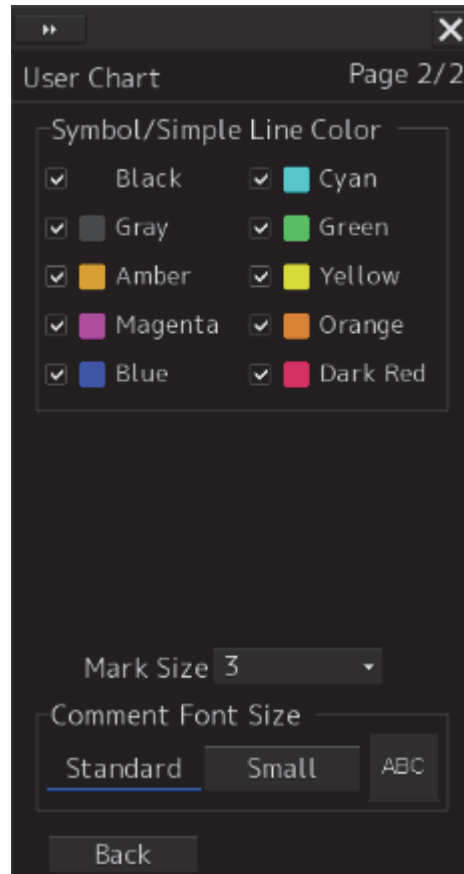 User Chart Page 2/2
Symbol/Simple Line Color
Black Cyan
Gray Green
Amber Yellow
Magenta Orange
Blue Dark Red
Mark Size 3
Comment Font Size
Standard Small ABC
Back